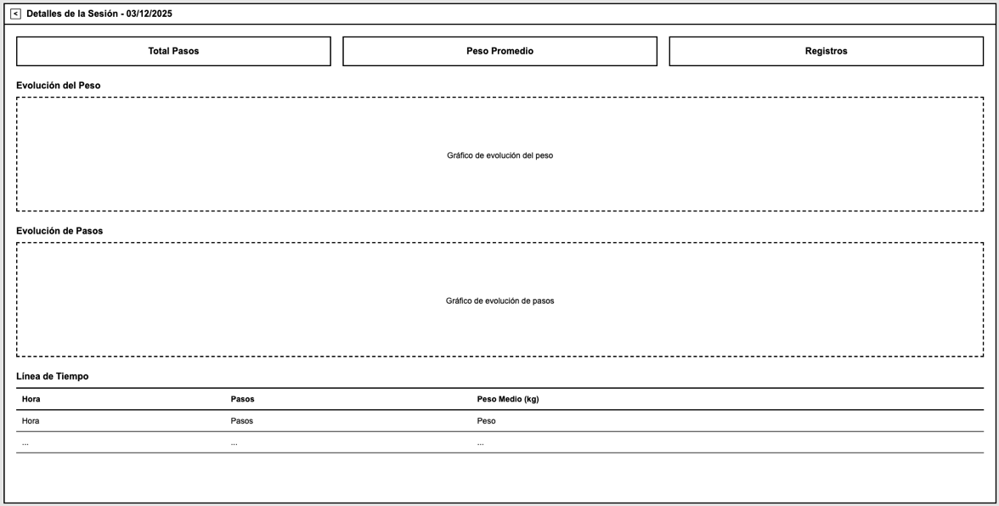 < Detalles de la Sesión - 03/12/2025
Total Pasos Peso Promedio Registros
Evolución del Peso
Gráfico de evolución del peso
Evolución de Pasos
Gráfico de evolución de pasos
Línea de Tiempo
Hora Pasos Peso Medio (kg)
Hora Pasos Peso
... ... ...